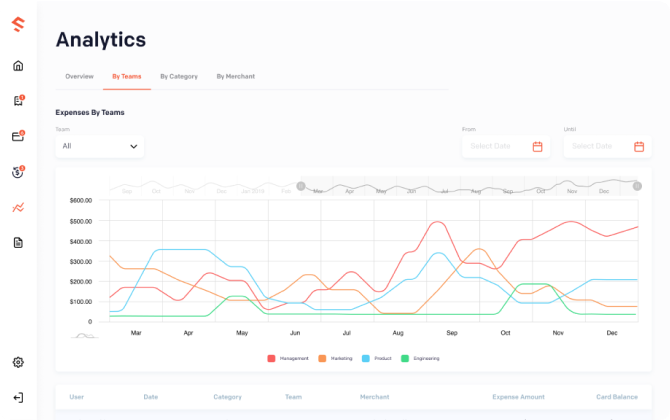 Analytics
Overview By Teams By Category By Merchant
Expenses By Teams
Team From Until
All Select Date Select Date
Sep Oct Nov Dec Jan 2019 Feb Mar Apr May Jun Jul Aug Sep Oct Nov Dec
$600.00
$500.00
$400.00
$300.00
$200.00
$100.00
0
Mar Apr May Jun Jul Aug Sep Oct Nov Dec
Management Marketing Product Engineering
User Date Category Team Merchant Expense Amount Card Balance